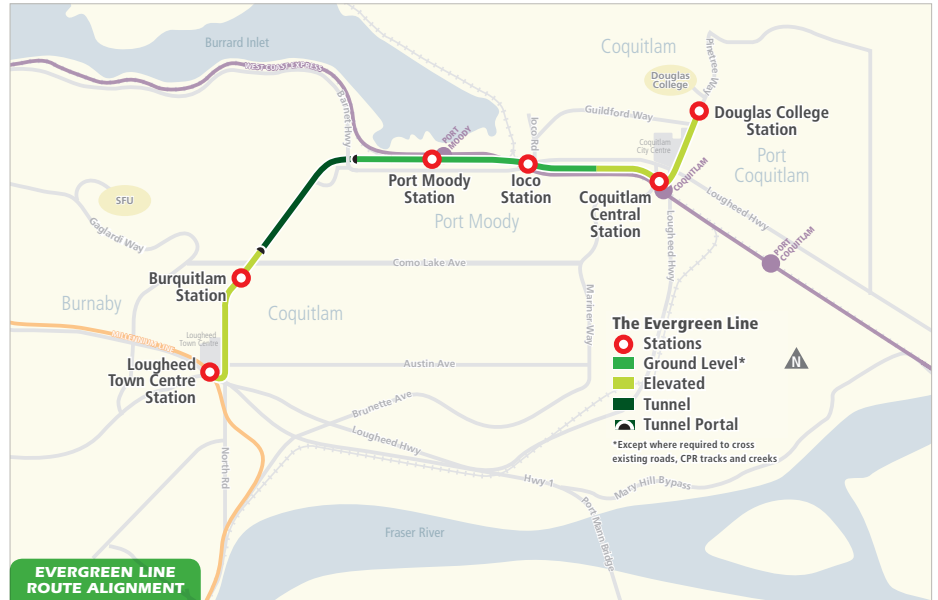 Burrard Inlet
WEST COAST EXPRESS
Coquitlam
Pinetree Way
Douglas
College
Barnet Hwy
PORT
MOODY
Ioco Rd
Guildford Way
Douglas College
Station
Coquitlam
City Centre
Port
Coquitlam
Port Moody
Station
Ioco
Station
Coquitlam
Central
Station
COQUITLAM
Lougheed Hwy
SFU
Gaglardi Way
Port Moody
PORT
COQUITLAM
Lougheed Hwy
Burquitlam
Station
Como Lake Ave
Burnaby
Coquitlam
Mariner Way
MILLENNIUM LINE
Lougheed
Town Centre
Lougheed
Town Centre
Station
Austin Ave
The Evergreen Line
Stations
Ground Level*
Elevated
Tunnel
Tunnel Portal
*Except where required to cross
existing roads, CPR tracks and creeks
N
Brunette Ave
Lougheed Hwy
North Rd
Hwy 1
Mary Hill Bypass
Port Mann Bridge
Fraser River
EVERGREEN LINE
ROUTE ALIGNMENT